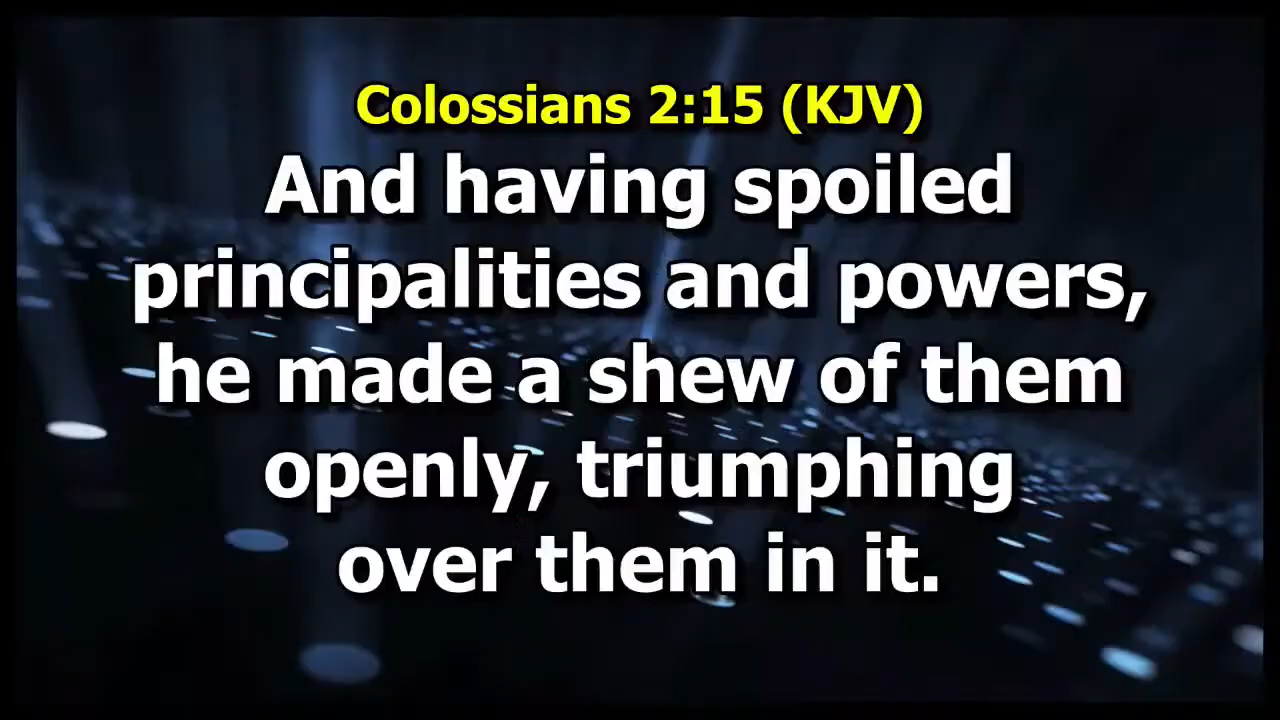 Colossians 2:15 (KJV)
And having spoiled
principalities and powers,
he made a shew of them
openly, triumphing
over them in it.